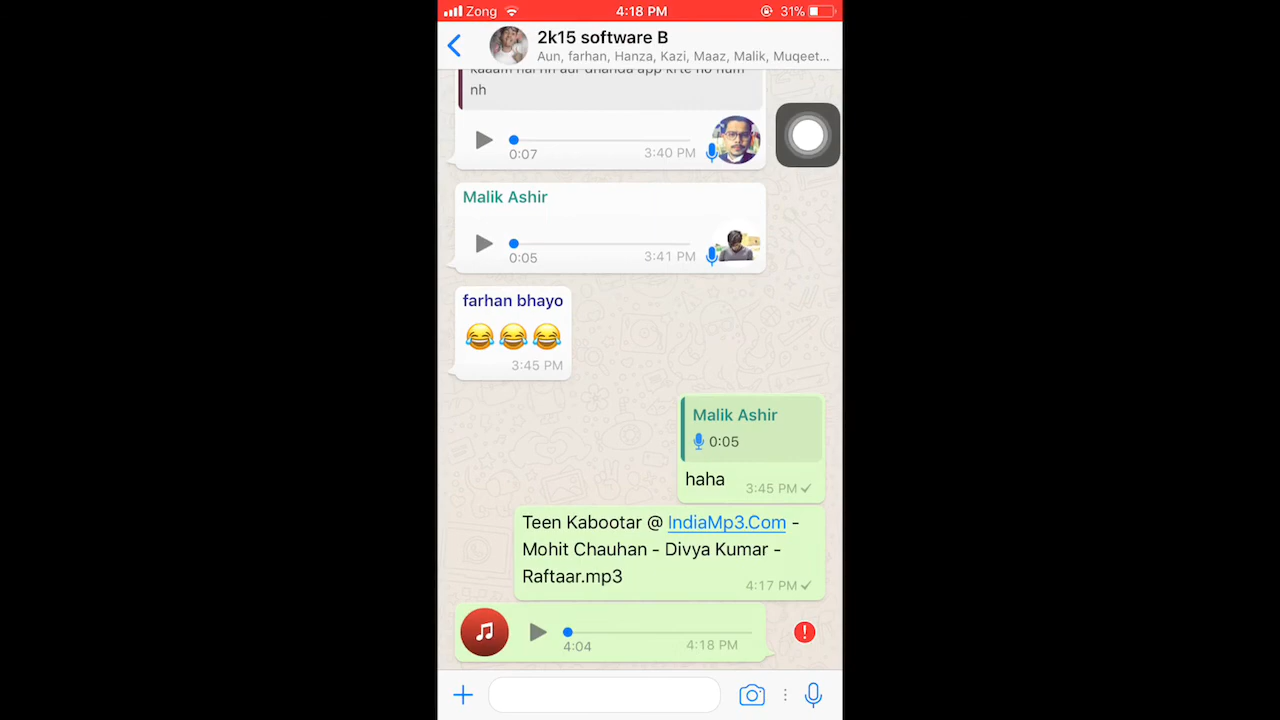 Zong 4:18 PM 31%
2k15 software B
Aun, farhan, Hanza, Kazi, Maaz, Malik, Muqeet...
Kaaam hai nh aur dhanda app krte ho hum
nh
0:07 3:40 PM
Malik Ashir
0:05 3:41 PM
farhan bhayo
😂😂😂
3:45 PM
Malik Ashir
0:05
haha 3:45 PM
Teen Kabootar @ IndiaMp3.Com -
Mohit Chauhan - Divya Kumar -
Raftaar.mp3
4:17 PM
4:04 4:18 PM